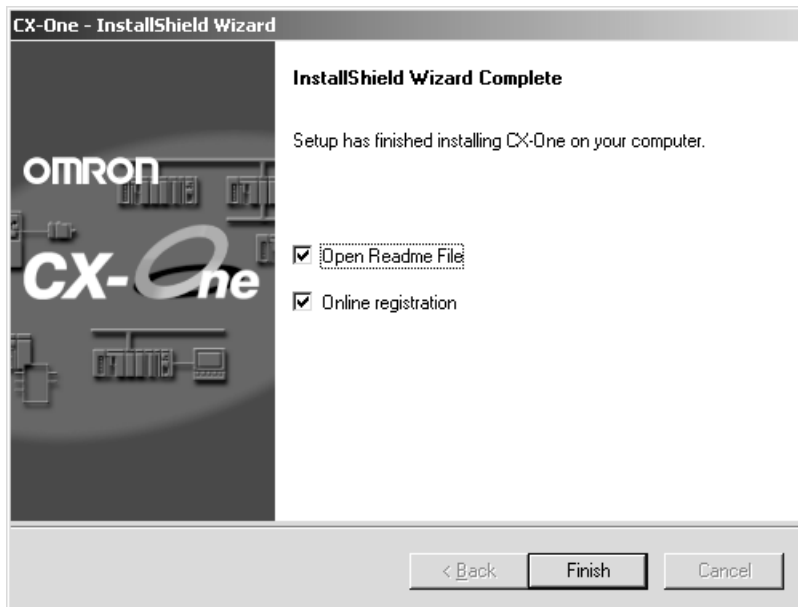 CX-One - InstallShield Wizard
InstallShield Wizard Complete
Setup has finished installing CX-One on your computer.
OMRON
CX-One
Open Readme File
Online registration
< Back
Finish
Cancel